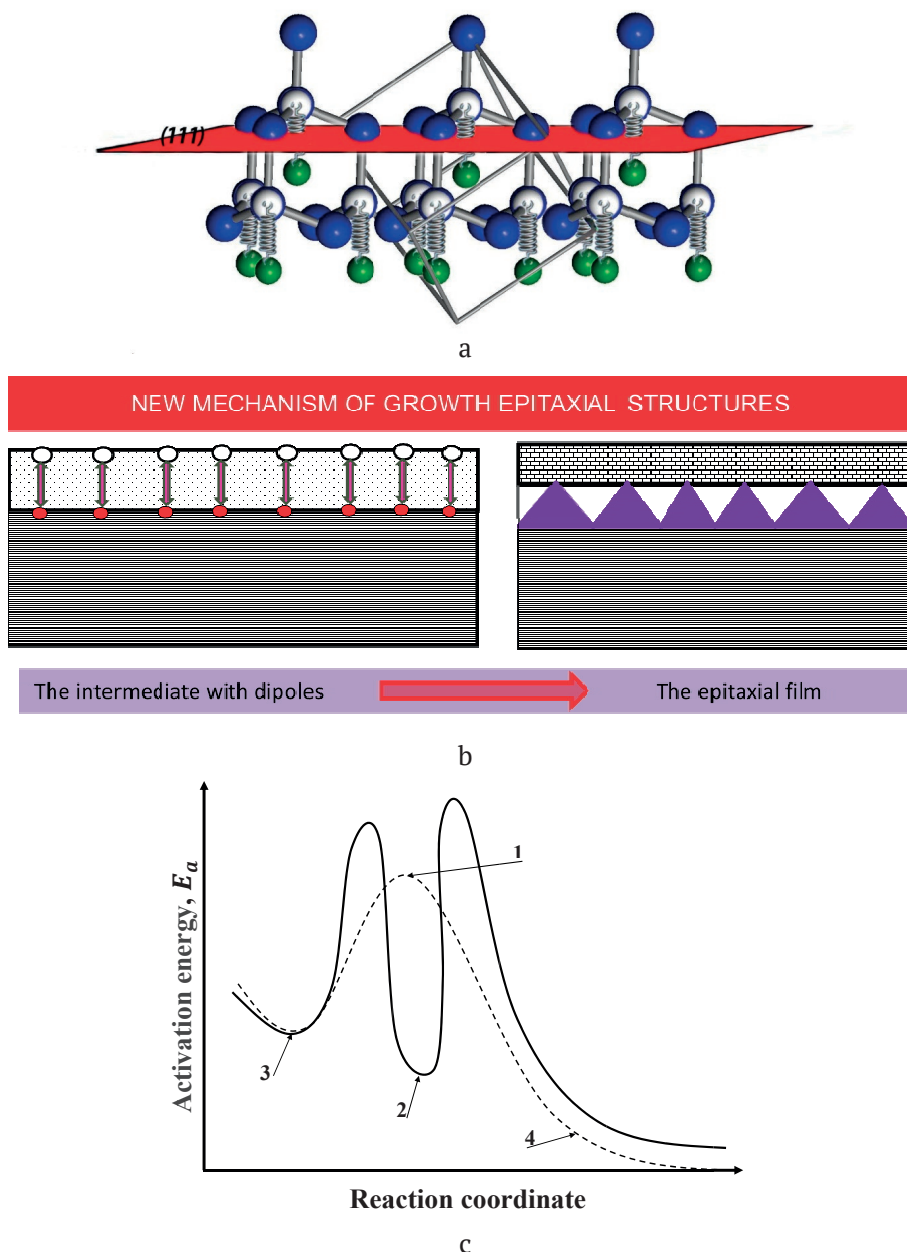 (111)
a
NEW MECHANISM OF GROWTH EPITAXIAL STRUCTURES
The intermediate with dipoles
The epitaxial film
b
Activation energy, Eₐ
1
3
2
4
Reaction coordinate
c